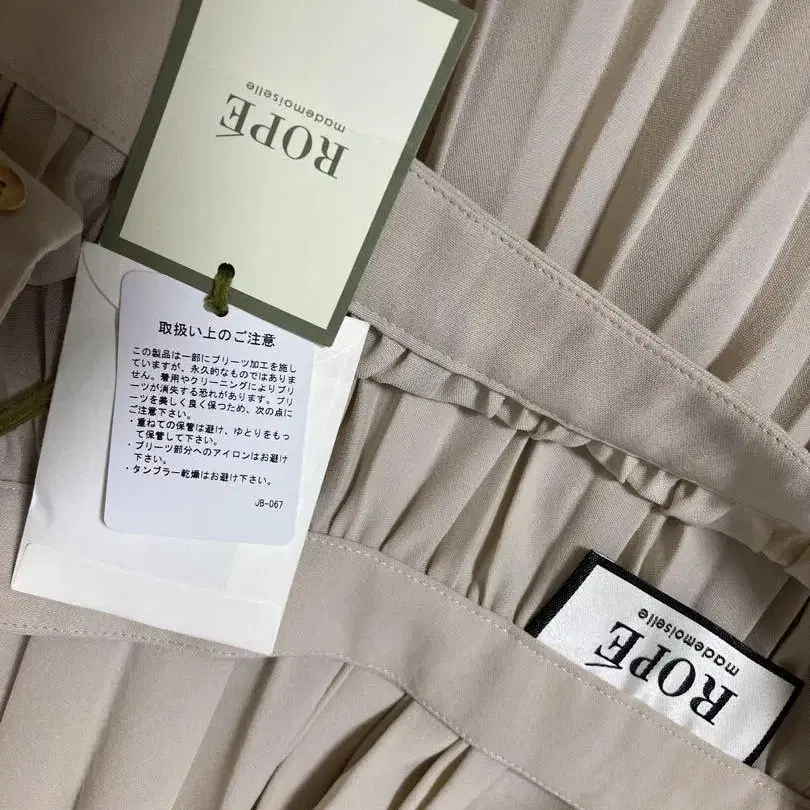 ROPÉ
mademoiselle
取扱い上のご注意
この製品は一部にプリーツ加工を施し
ていますが、永久的なものではありま
せん。着用やクリーニングによりプリ
ーツが消失する恐れがあります。プリ
ーツを美しく良く保つため、次の点に
ご注意下さい。
・重ねての保管は避け、ゆとりをもっ
て保管して下さい。
・プリーツ部分へのアイロンはお避け
下さい。
・タンブラー乾燥はお避け下さい。
JB-067
ROPÉ
mademoiselle